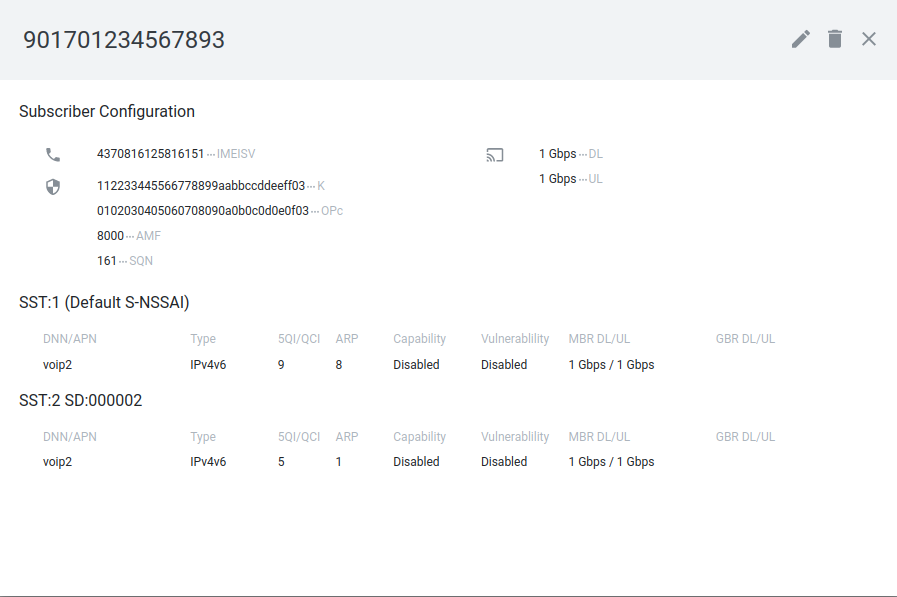 901701234567893
Subscriber Configuration
4370816125816151···IMEISV
1 Gbps···DL
1 Gbps···UL
112233445566778899aabbccddeeff03···K
0102030405060708090a0b0c0d0e0f03···OPc
8000···AMF
161···SQN
SST:1 (Default S-NSSAI)
DNN/APN Type 5QI/QCI ARP Capability Vulnerablility MBR DL/UL GBR DL/UL
voip2 IPv4v6 9 8 Disabled Disabled 1 Gbps / 1 Gbps
SST:2 SD:000002
DNN/APN Type 5QI/QCI ARP Capability Vulnerablility MBR DL/UL GBR DL/UL
voip2 IPv4v6 5 1 Disabled Disabled 1 Gbps / 1 Gbps